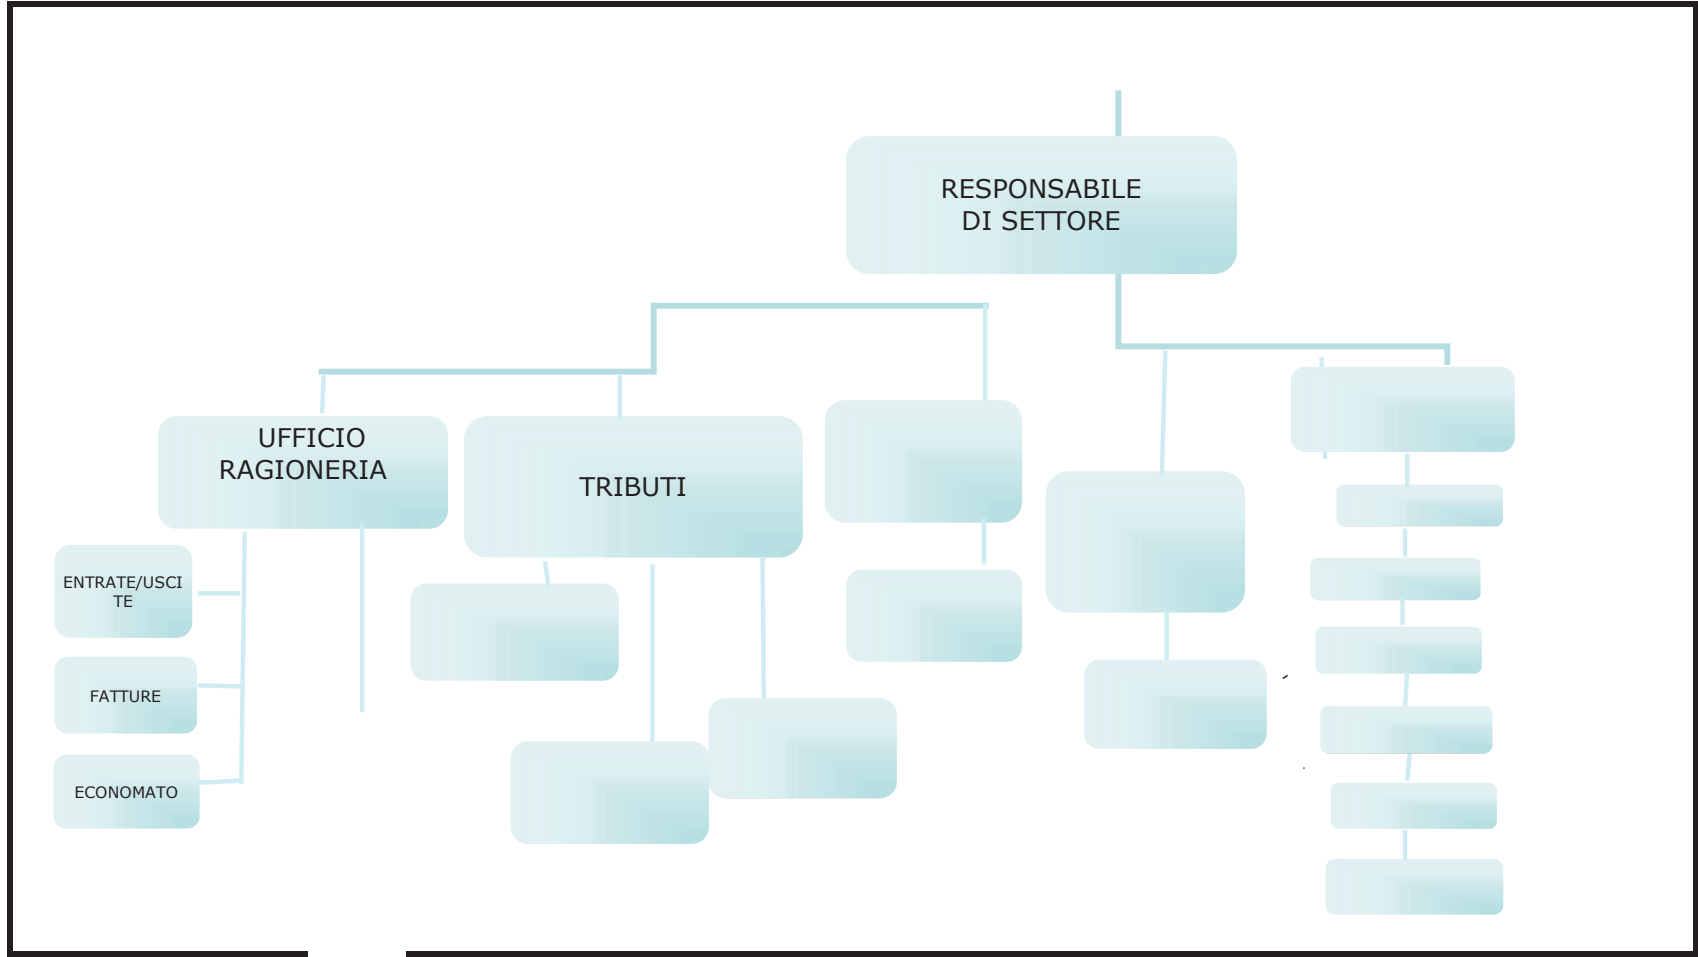 RESPONSABILE
DI SETTORE
UFFICIO
RAGIONERIA
TRIBUTI
ENTRATE/USCI
TE
FATTURE
ECONOMATO